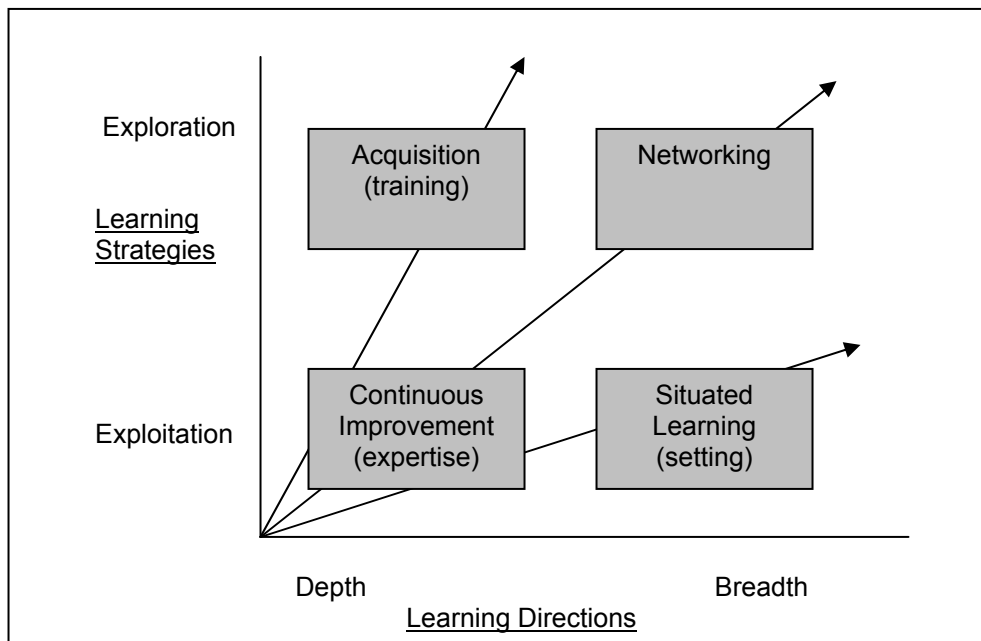 Exploration
Acquisition
(training)
Networking
Learning
Strategies
Exploitation
Continuous
Improvement
(expertise)
Situated
Learning
(setting)
Depth
Breadth
Learning Directions